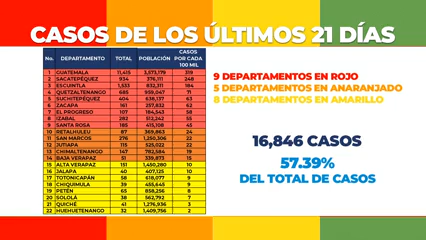 CASOS DE LOS ÚLTIMOS 21 DÍAS
No. DEPARTAMENTO TOTAL POBLACIÓN CASOS POR CADA 100 MIL
1 GUATEMALA 11,415 3,573,179 319
2 SACATEPÉQUEZ 934 376,111 248
3 ESCUINTLA 1,533 832,311 184
4 QUETZALTENANGO 685 959,047 71
5 SUCHITEPÉQUEZ 404 638,137 63
6 ZACAPA 161 257,833 62
7 EL PROGRESO 107 184,543 58
8 IZABAL 282 512,242 55
9 SANTA ROSA 185 415,108 45
10 RETALHULEU 87 369,863 24
11 SAN MARCOS 276 1,250,306 22
12 JUTIAPA 115 525,022 22
13 CHIMALTENANGO 147 782,584 19
14 BAJA VERAPAZ 51 339,873 15
15 ALTA VERAPAZ 151 1,450,280 10
16 JALAPA 40 407,125 10
17 TOTONICAPÁN 58 618,077 9
18 CHIQUIMULA 39 455,645 9
19 PETÉN 65 858,256 8
20 SOLOLÁ 38 562,792 7
21 QUICHÉ 41 1,276,936 3
22 HUEHUETENANGO 32 1,409,756 2
9 DEPARTAMENTOS EN ROJO
5 DEPARTAMENTOS EN ANARANJADO
8 DEPARTAMENTOS EN AMARILLO
16,846 CASOS
57.39%
DEL TOTAL DE CASOS